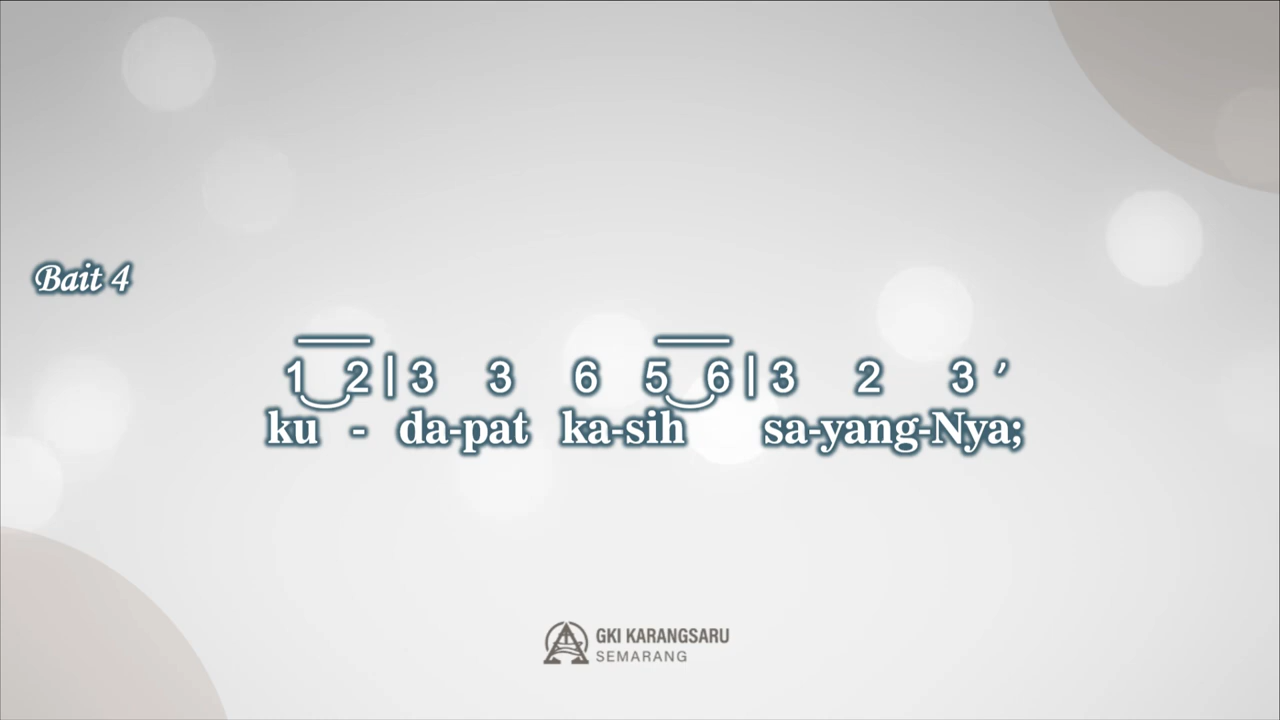 Bait 4
1 2 | 3 3 6 5 6 | 3 2 3 ’
ku - da-pat ka-sih sa-yang-Nya;
GKI KARANGSARU
SEMARANG